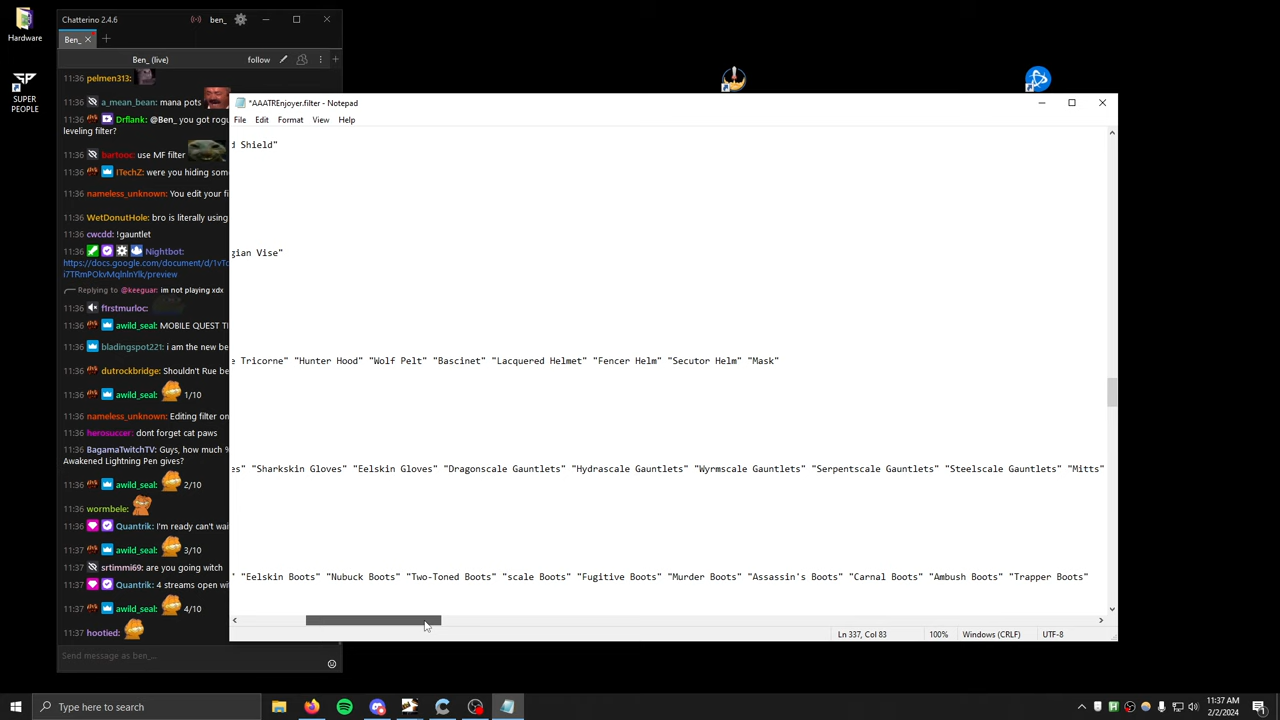 Hardware
SUPER
PEOPLE
Chatterino 2.4.6
ben_
Ben_
Ben_ (live)
follow
11:36 pelmen313:
11:36 a_mean_bean: mana pots
11:36 Drflank: @Ben_ you got rogu
leveling filter?
11:36 bartooc: use MF filter
11:36 ITechZ: were you hiding som
11:36 nameless_unknown: You edit your fi
11:36 WetDonutHole: bro is literally using
11:36 cwcdd: !gauntlet
11:36 Nightbot:
11:36 Replying to @keeguar: im not playing xdx
11:36 f1rstmurloc:
11:36 awild_seal: MOBILE QUEST TI
11:36 bladingspot221: i am the new be
11:36 dutrockbridge: Shouldn't Rue be
11:36 awild_seal: 1/10
11:36 nameless_unknown: Editing filter on
11:36 herosuccer: dont forget cat paws
11:36 BagamaTwitchTV: Guys, how much %
Awakened Lightning Pen gives?
11:36 awild_seal: 2/10
11:36 wormbele:
11:36 Quantrik: I'm ready can't wai
11:37 awild_seal: 3/10
11:37 srtimmi69: are you going witch
11:37 Quantrik: 4 streams open wi
11:37 awild_seal: 4/10
11:37 hootied:
Send message as ben_...
*AAATREnjoyer.filter - Notepad
File Edit Format View Help
d Shield"
gian Vise"
e Tricorne" "Hunter Hood" "Wolf Pelt" "Bascinet" "Lacquered Helmet" "Fencer Helm" "Secutor Helm" "Mask"
es" "Sharkskin Gloves" "Eelskin Gloves" "Dragonscale Gauntlets" "Hydrascale Gauntlets" "Wyrmscale Gauntlets" "Serpentscale Gauntlets" "Steelscale Gauntlets" "Mitts"
" "Eelskin Boots" "Nubuck Boots" "Two-Toned Boots" "scale Boots" "Fugitive Boots" "Murder Boots" "Assassin's Boots" "Carnal Boots" "Ambush Boots" "Trapper Boots"
Ln 337, Col 83 100% Windows (CRLF) UTF-8
Type here to search
11:37 AM
2/2/2024